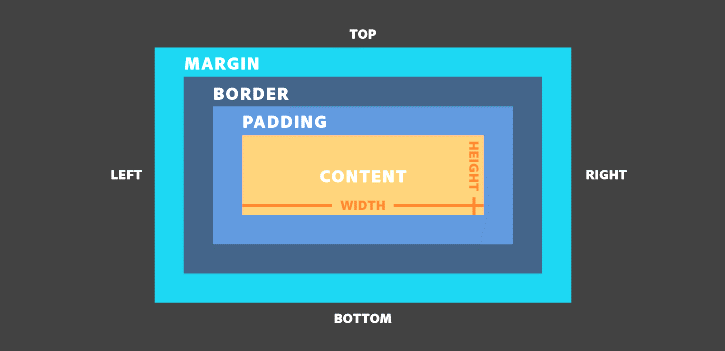 TOP
MARGIN
BORDER
PADDING
LEFT
CONTENT
HEIGHT
RIGHT
WIDTH
BOTTOM